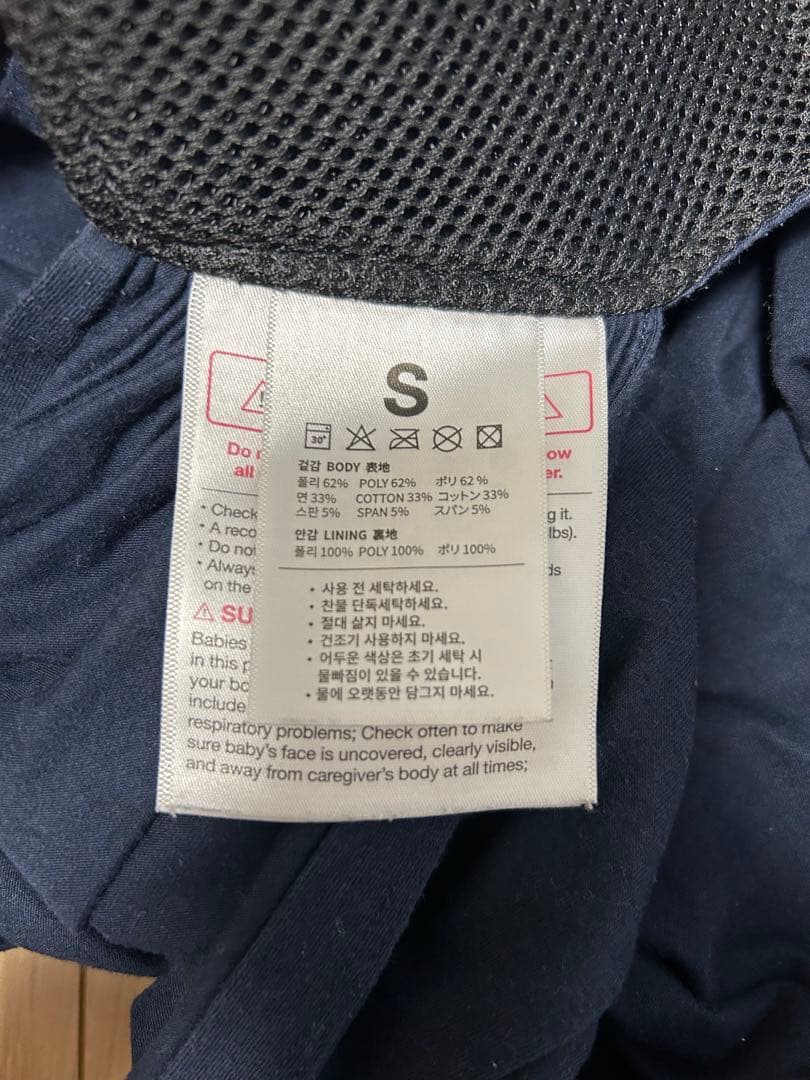 S
30°
겉감 BODY 表地
폴리 62% POLY 62% ポリ 62 %
면 33% COTTON 33% コットン 33%
스판 5% SPAN 5% スパン 5%
안감 LINING 裏地
폴리 100% POLY 100% ポリ 100%
• 사용 전 세탁하세요.
• 찬물 단독세탁하세요.
• 절대 삶지 마세요.
• 건조기 사용하지 마세요.
• 어두운 색상은 초기 세탁 시
물빠짐이 있을 수 있습니다.
• 물에 오랫동안 담그지 마세요.
Do
all
• Check
• A
• Do
• Always
on the
g it.
lbs).
Babies
in this
your
include
respiratory problems; Check often to make
sure baby's face is uncovered, clearly visible,
and away from caregiver's body at all times;